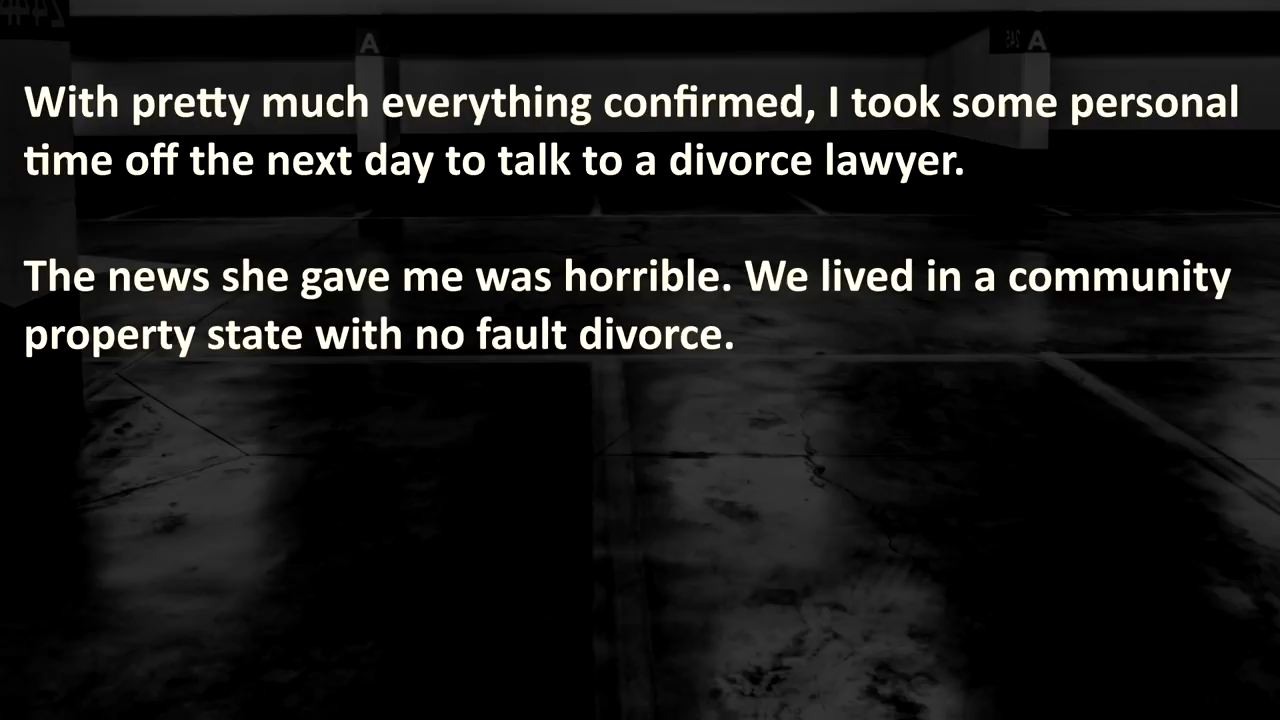 A
A
With pretty much everything confirmed, I took some personal
time off the next day to talk to a divorce lawyer.
The news she gave me was horrible. We lived in a community
property state with no fault divorce.